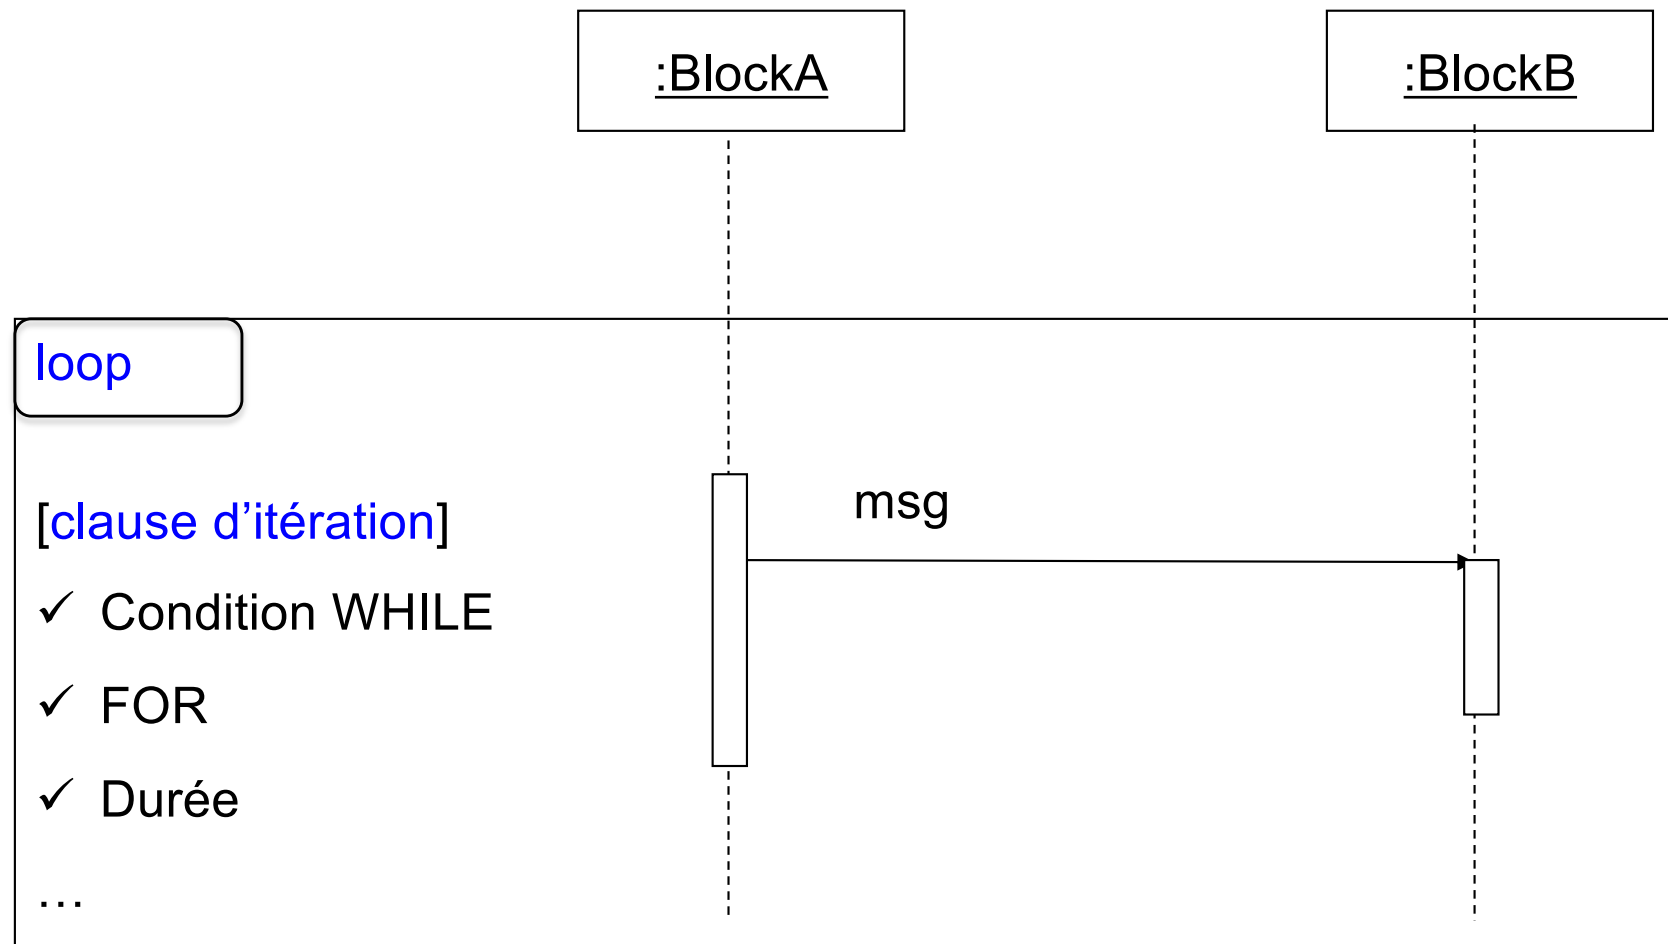 :BlockA
:BlockB
loop
msg
[clause d’itération]
✓ Condition WHILE
✓ FOR
✓ Durée
…